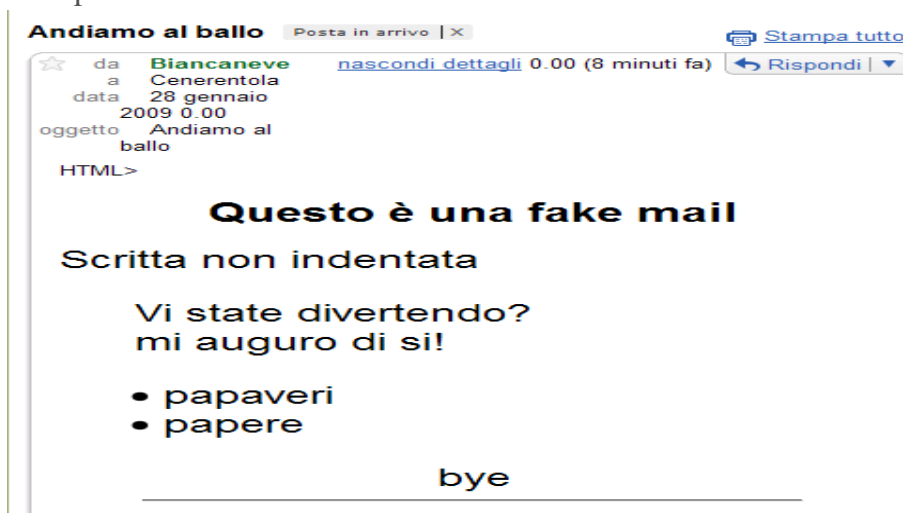 Andiamo al ballo Posta in arrivo | X
Stampa tutto
da Biancaneve nascondi dettagli 0.00 (8 minuti fa) Rispondi | ▼
a Cenerentola
data 28 gennaio
2009 0.00
oggetto Andiamo al
ballo
HTML>
Questo è una fake mail
Scritta non indentata
Vi state divertendo?
mi auguro di si!
• papaveri
• papere
bye